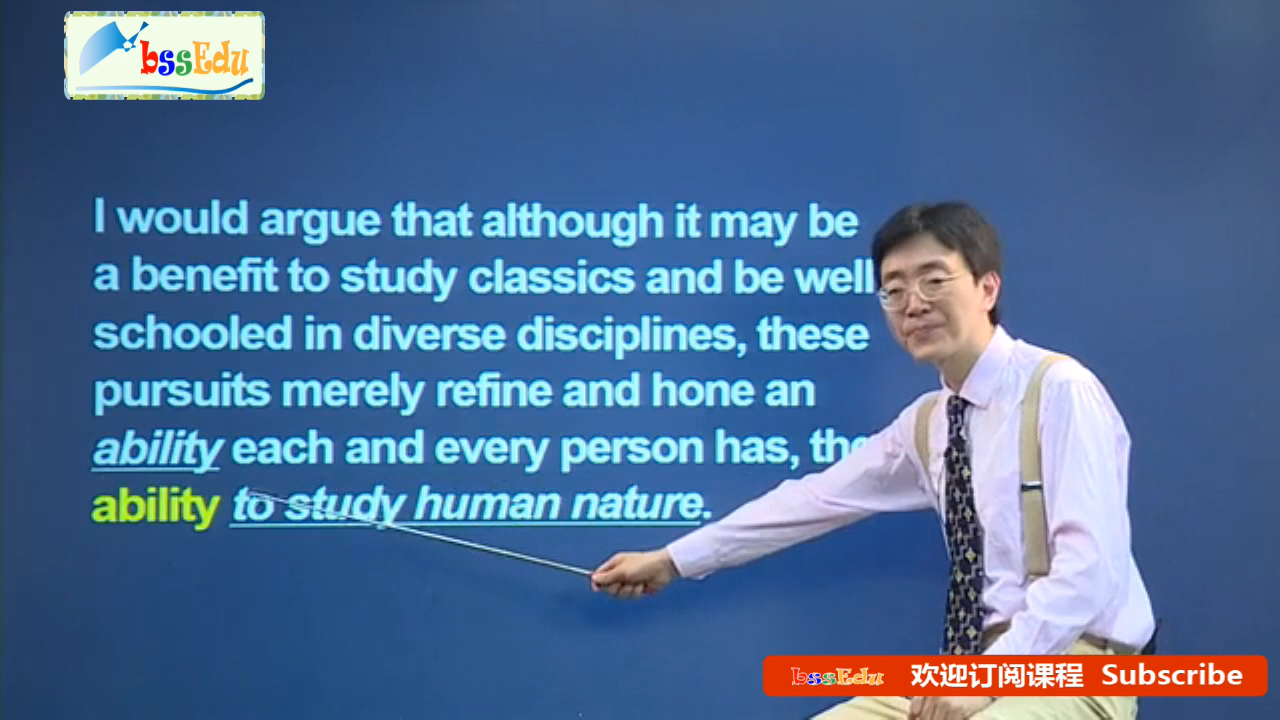 bssEdu
I would argue that although it may be
a benefit to study classics and be well
schooled in diverse disciplines, these
pursuits merely refine and hone an
ability each and every person has, the
ability to study human nature.
bssEdu 欢迎订阅课程 Subscribe